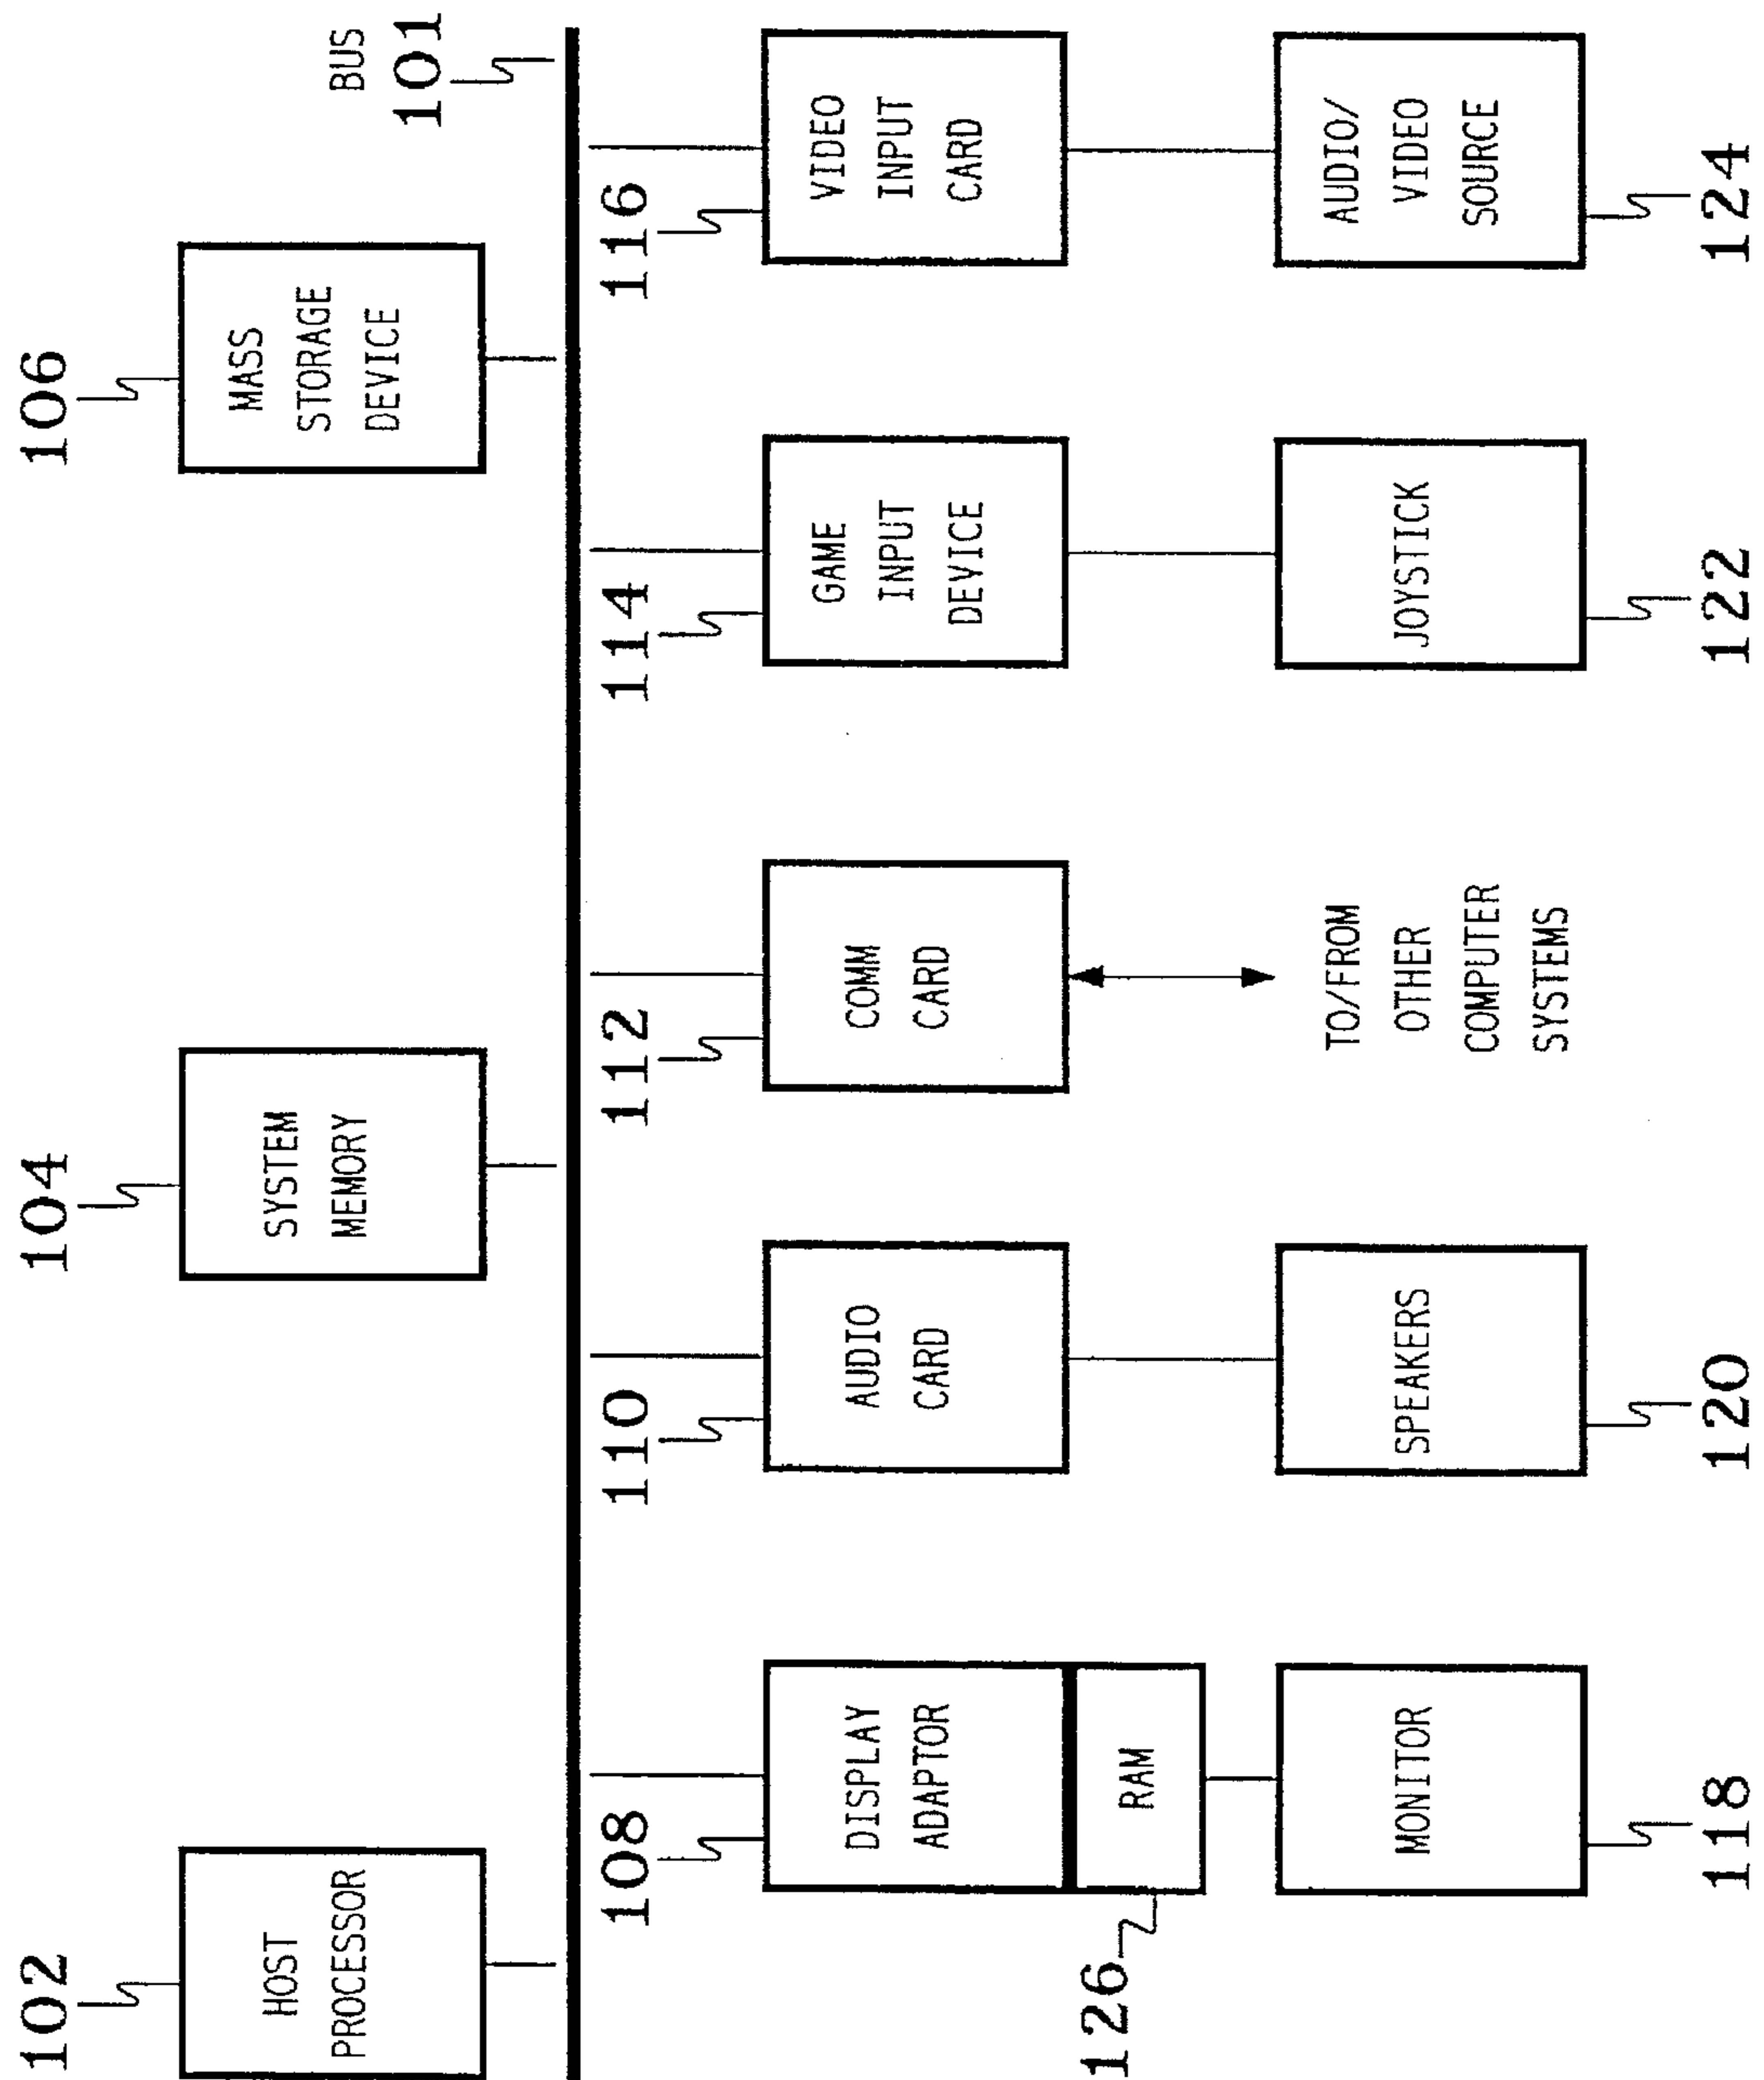 102
HOST
PROCESSOR
104
SYSTEM
MEMORY
106
MASS
STORAGE
DEVICE
BUS
101
108
DISPLAY
ADAPTOR
126
RAM
MONITOR
118
110
AUDIO
CARD
SPEAKERS
120
112
COMM
CARD
TO/FROM
OTHER
COMPUTER
SYSTEMS
114
GAME
INPUT
DEVICE
JOYSTICK
122
116
VIDEO
INPUT
CARD
AUDIO/
VIDEO
SOURCE
124